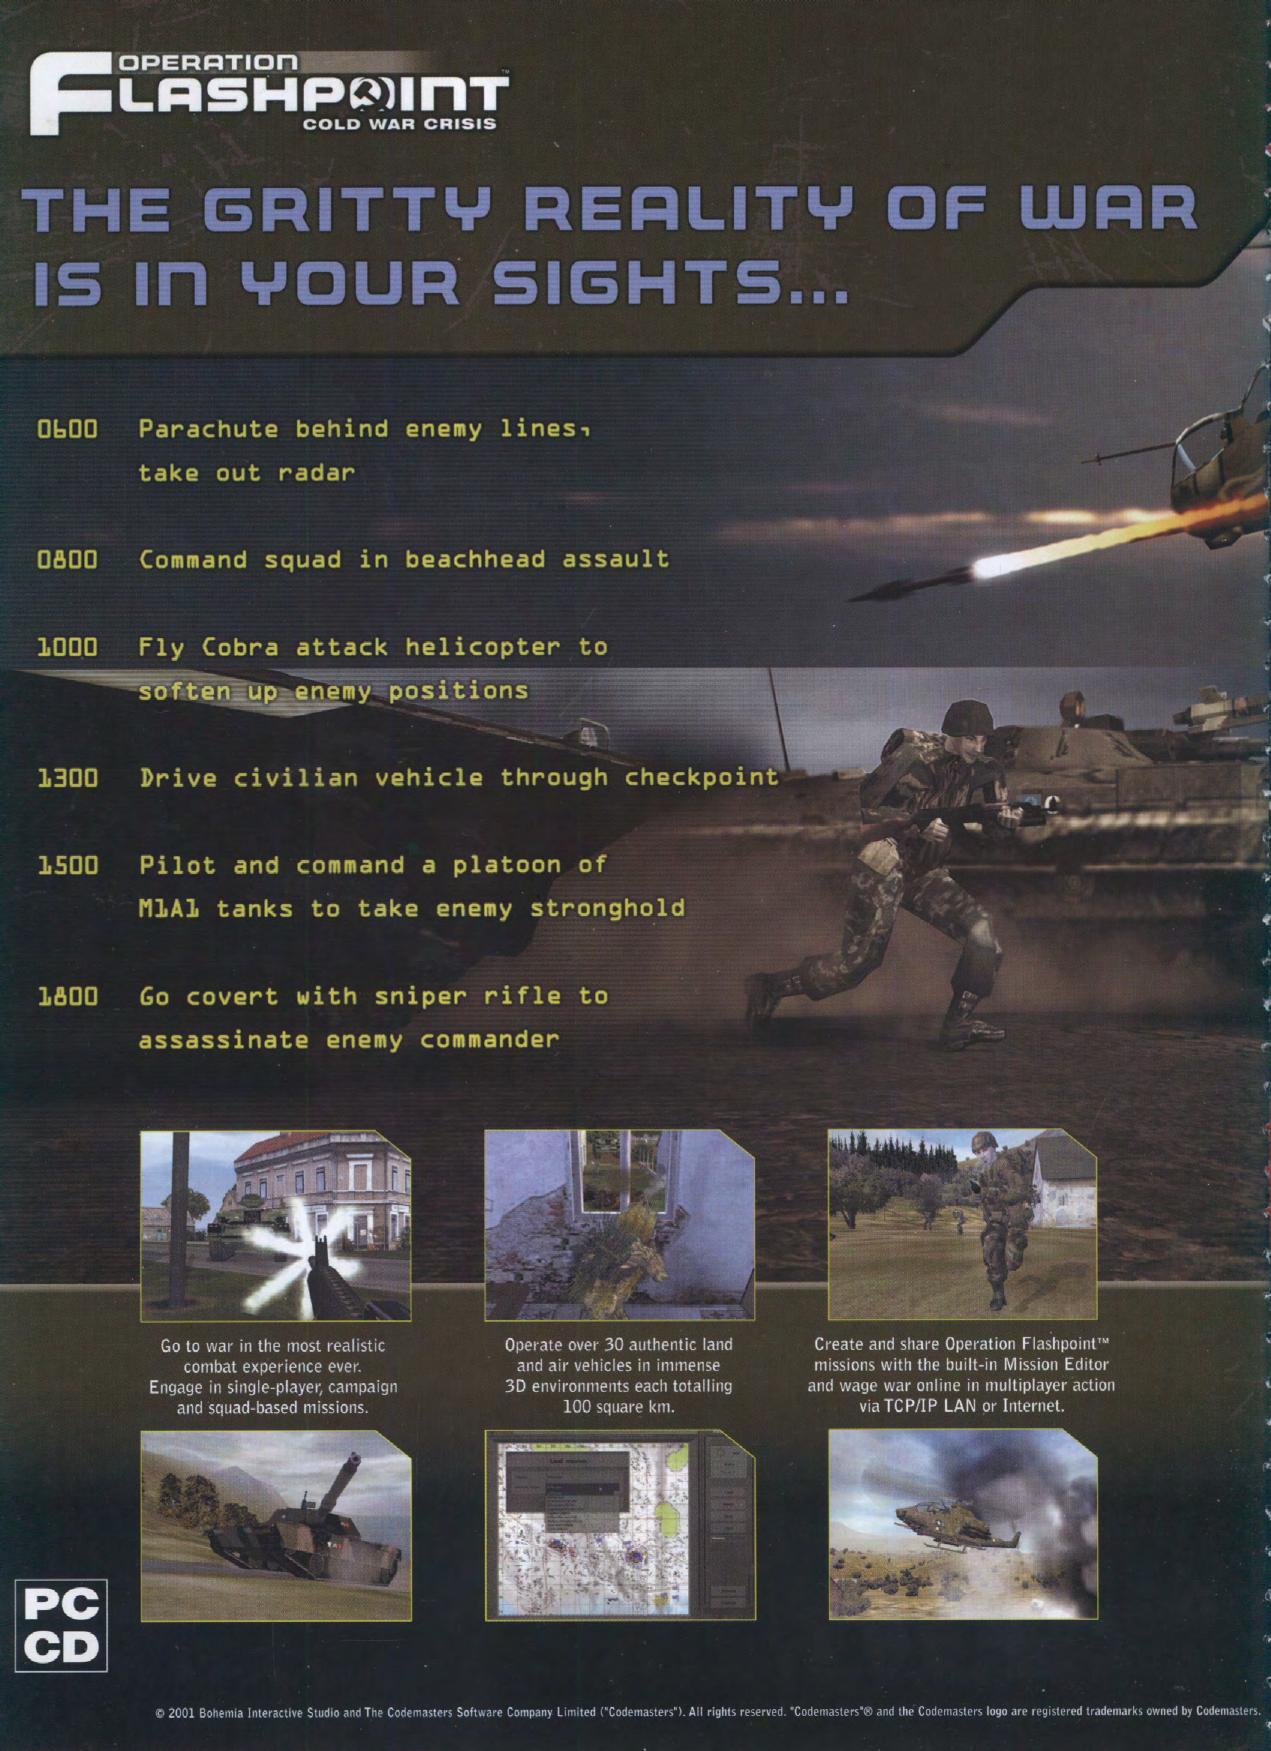 OPERATION
FLASHPOINT™
COLD WAR CRISIS
THE GRITTY REALITY OF WAR
IS IN YOUR SIGHTS...
0600 Parachute behind enemy lines,
take out radar
0800 Command squad in beachhead assault
1000 Fly Cobra attack helicopter to
soften up enemy positions
1300 Drive civilian vehicle through checkpoint
1500 Pilot and command a platoon of
M1A1 tanks to take enemy stronghold
1800 Go covert with sniper rifle to
assassinate enemy commander
Go to war in the most realistic
combat experience ever.
Engage in single-player, campaign
and squad-based missions.
Operate over 30 authentic land
and air vehicles in immense
3D environments each totalling
100 square km.
Create and share Operation Flashpoint™
missions with the built-in Mission Editor
and wage war online in multiplayer action
via TCP/IP LAN or Internet.
PC
CD
© 2001 Bohemia Interactive Studio and The Codemasters Software Company Limited ("Codemasters"). All rights reserved. "Codemasters"® and the Codemasters logo are registered trademarks owned by Codemasters.